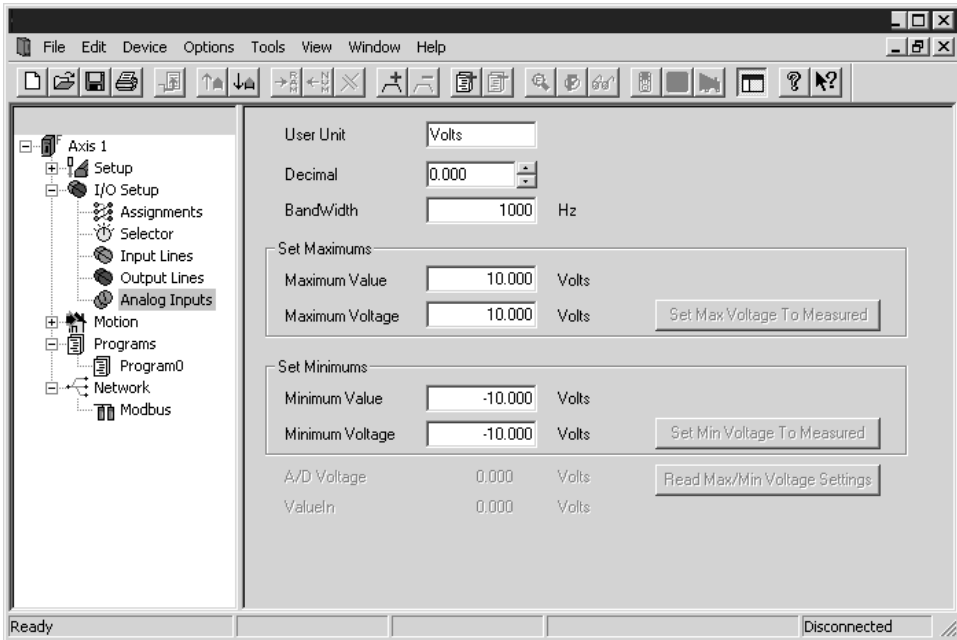 File Edit Device Options Tools View Window Help
Axis 1
Setup
I/O Setup
Assignments
Selector
Input Lines
Output Lines
Analog Inputs
Motion
Programs
Program0
Network
Modbus
User Unit Volts
Decimal 0.000
BandWidth 1000 Hz
Set Maximums
Maximum Value 10.000 Volts
Maximum Voltage 10.000 Volts Set Max Voltage To Measured
Set Minimums
Minimum Value -10.000 Volts
Minimum Voltage -10.000 Volts Set Min Voltage To Measured
A/D Voltage 0.000 Volts Read Max/Min Voltage Settings
ValueIn 0.000 Volts
Ready Disconnected